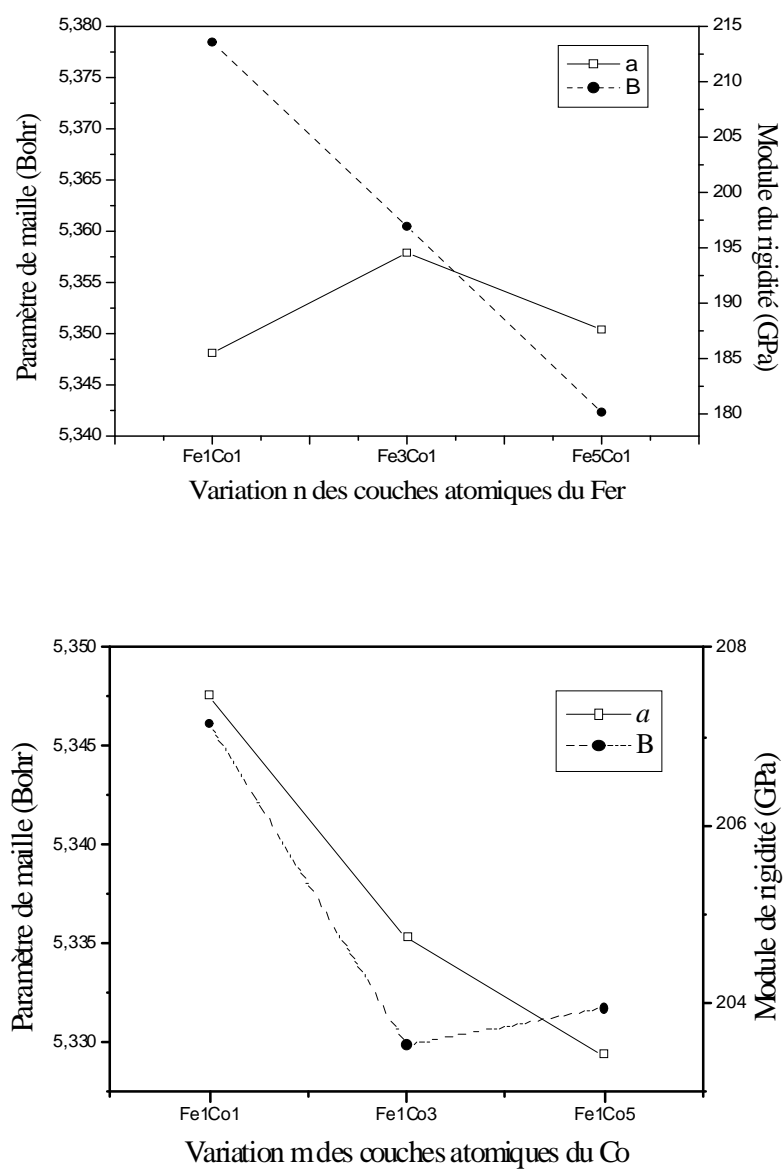 5,380
5,375
5,370
5,365
5,360
5,355
5,350
5,345
5,340
Paramètre de maille (Bohr)
215
210
205
200
195
190
185
180
Module du rigidité (GPa)
a
B
Fe1Co1
Fe3Co1
Fe5Co1
Variation n des couches atomiques du Fer
5,350
5,345
5,340
5,335
5,330
Paramètre de maille (Bohr)
208
206
204
Module de rigidité (GPa)
a
B
Fe1Co1
Fe1Co3
Fe1Co5
Variation m des couches atomiques du Co